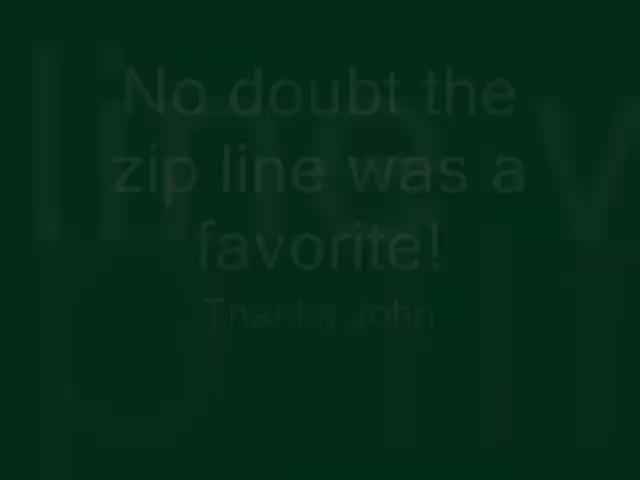 No doubt the
zip line was a
favorite!
Thanks John